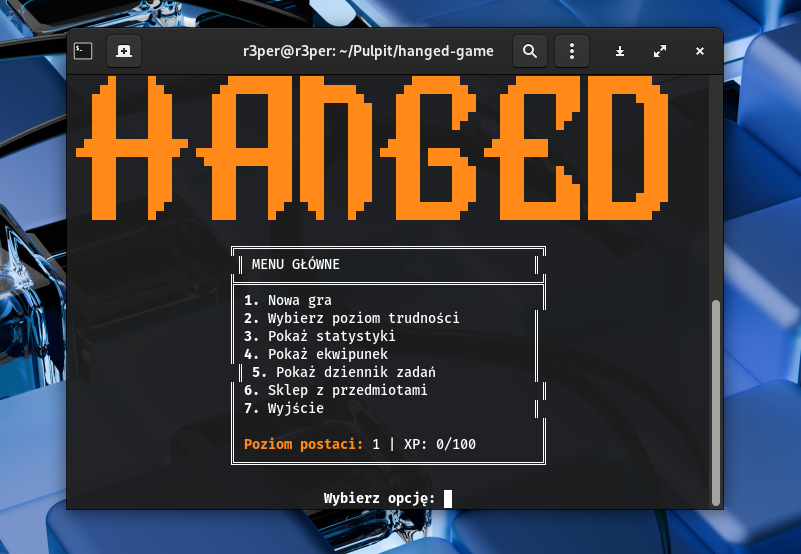 r3per@r3per: ~/Pulpit/hanged-game
HANGED
MENU GŁÓWNE
1. Nowa gra
2. Wybierz poziom trudności
3. Pokaż statystyki
4. Pokaż ekwipunek
5. Pokaż dziennik zadań
6. Sklep z przedmiotami
7. Wyjście
Poziom postaci: 1 | XP: 0/100
Wybierz opcję: